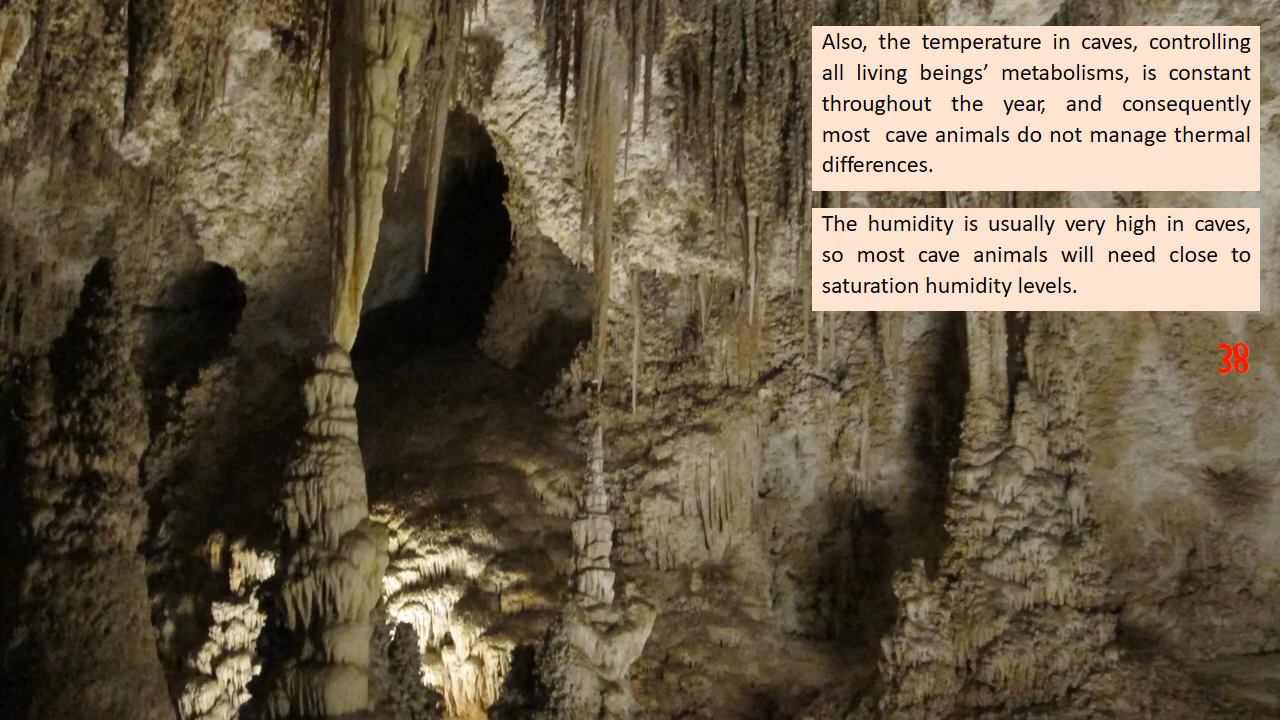 Also, the temperature in caves, controlling
all living beings’ metabolisms, is constant
throughout the year, and consequently
most cave animals do not manage thermal
differences.
The humidity is usually very high in caves,
so most cave animals will need close to
saturation humidity levels.
38